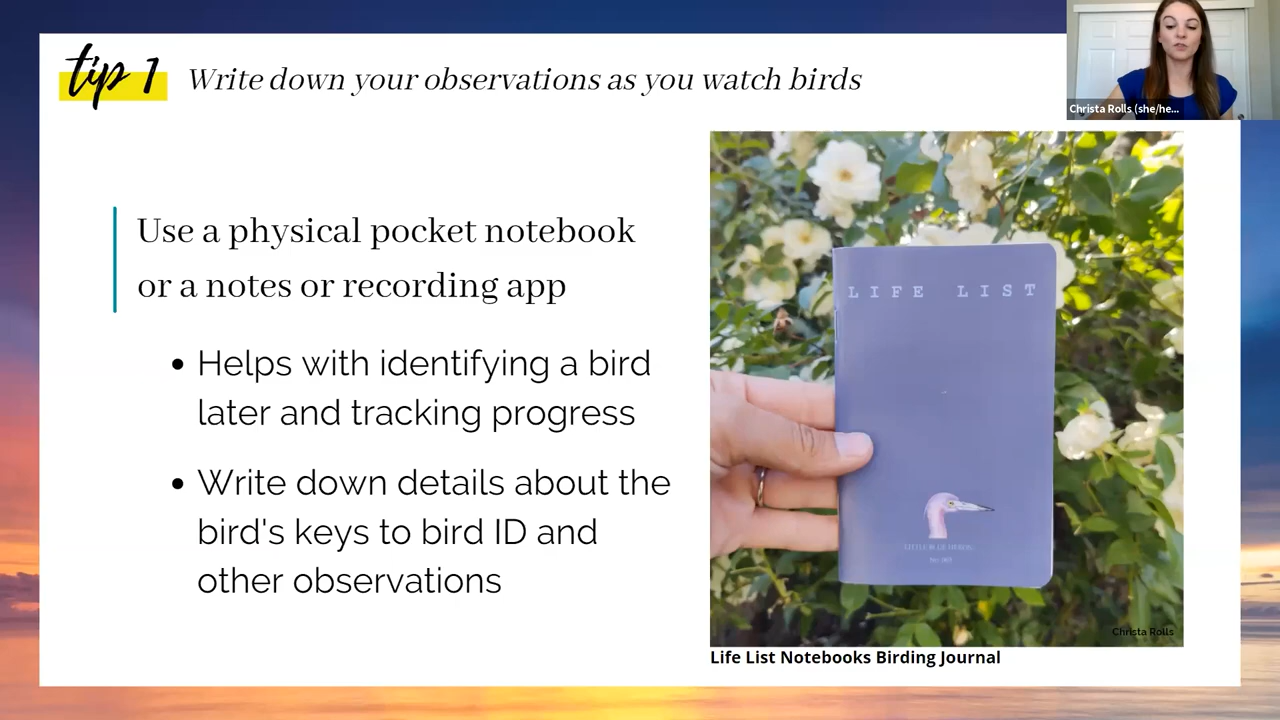 tip 1
Write down your observations as you watch birds
Christa Rolls (she/he...
Use a physical pocket notebook
or a notes or recording app
• Helps with identifying a bird
later and tracking progress
• Write down details about the
bird's keys to bird ID and
other observations
LIFE LIST
Christa Rolls
Life List Notebooks Birding Journal